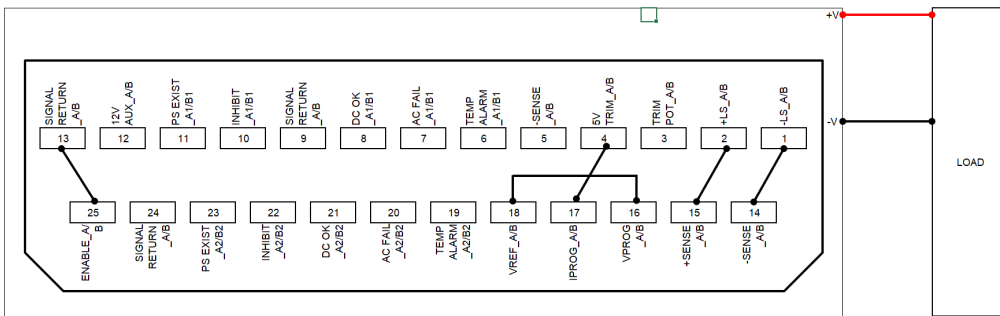 +V
SIGNAL
RETURN
_A/B
12V
AUX_A/B
PS EXIST
_A1/B1
INHIBIT
_A1/B1
SIGNAL
RETURN
_A/B
DC OK
_A1/B1
AC FAIL
_A1/B1
TEMP
ALARM
_A1/B1
-SENSE
_A/B
5V
TRIM_A/B
TRIM
POT_A/B
+LS_A/B
-LS_A/B
13
12
11
10
9
8
7
6
5
4
3
2
1
-V
LOAD
25
24
23
22
21
20
19
18
17
16
15
14
ENABLE_A/
B
SIGNAL
RETURN
_A/B
PS EXIST
_A2/B2
INHIBIT
_A2/B2
DC OK
_A2/B2
AC FAIL
_A2/B2
TEMP
ALARM
_A2/B2
VREF_A/B
IPROG_A/B
VPROG
_A/B
+SENSE
_A/B
-SENSE
_A/B